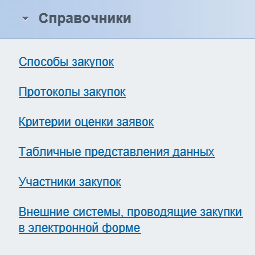 Справочники
Способы закупок
Протоколы закупок
Критерии оценки заявок
Табличные представления данных
Участники закупок
Внешние системы, проводящие закупки
в электронной форме